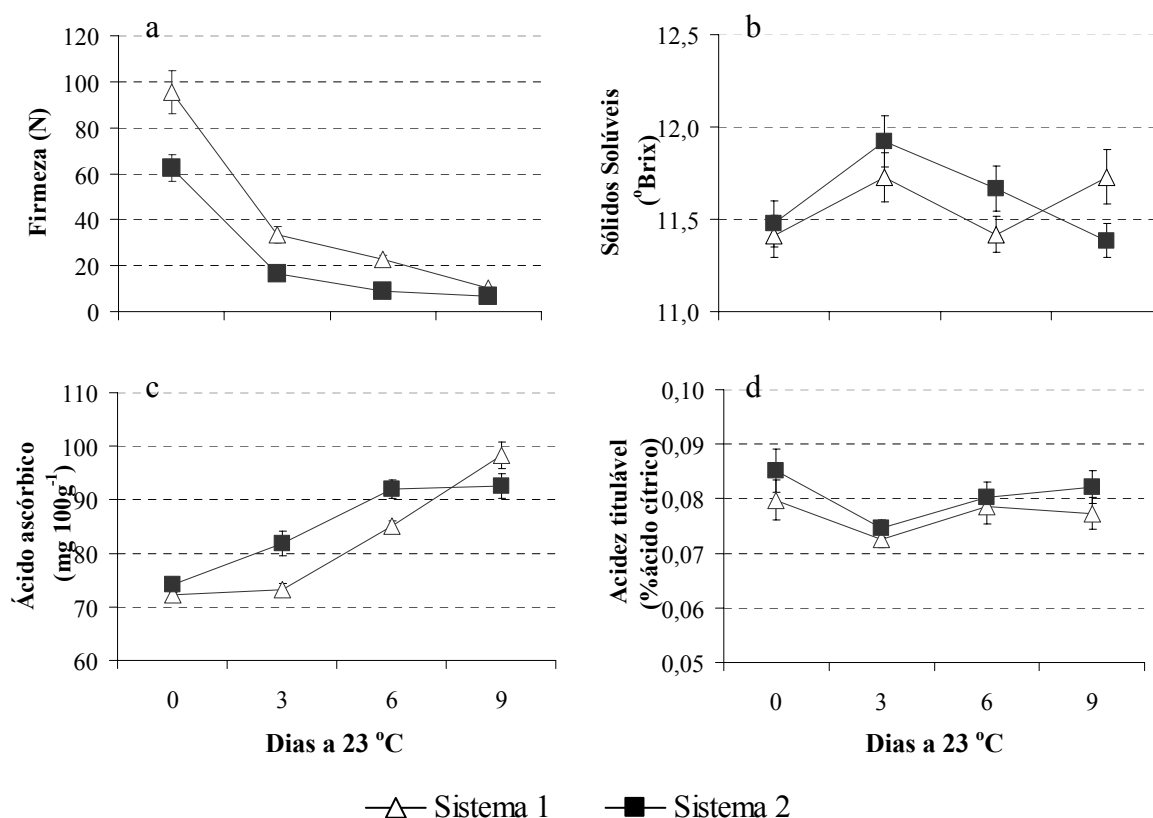 a
Firmeza (N)
120
100
80
60
40
20
0
b
Sólidos Solúveis
(ºBrix)
12,5
12,0
11,5
11,0
c
Ácido ascórbico
(mg 100g⁻¹)
110
100
90
80
70
60
0 3 6 9
Dias a 23 ºC
d
Acidez titulável
(%ácido cítrico)
0,10
0,09
0,08
0,07
0,06
0,05
0 3 6 9
Dias a 23 ºC
Sistema 1 Sistema 2